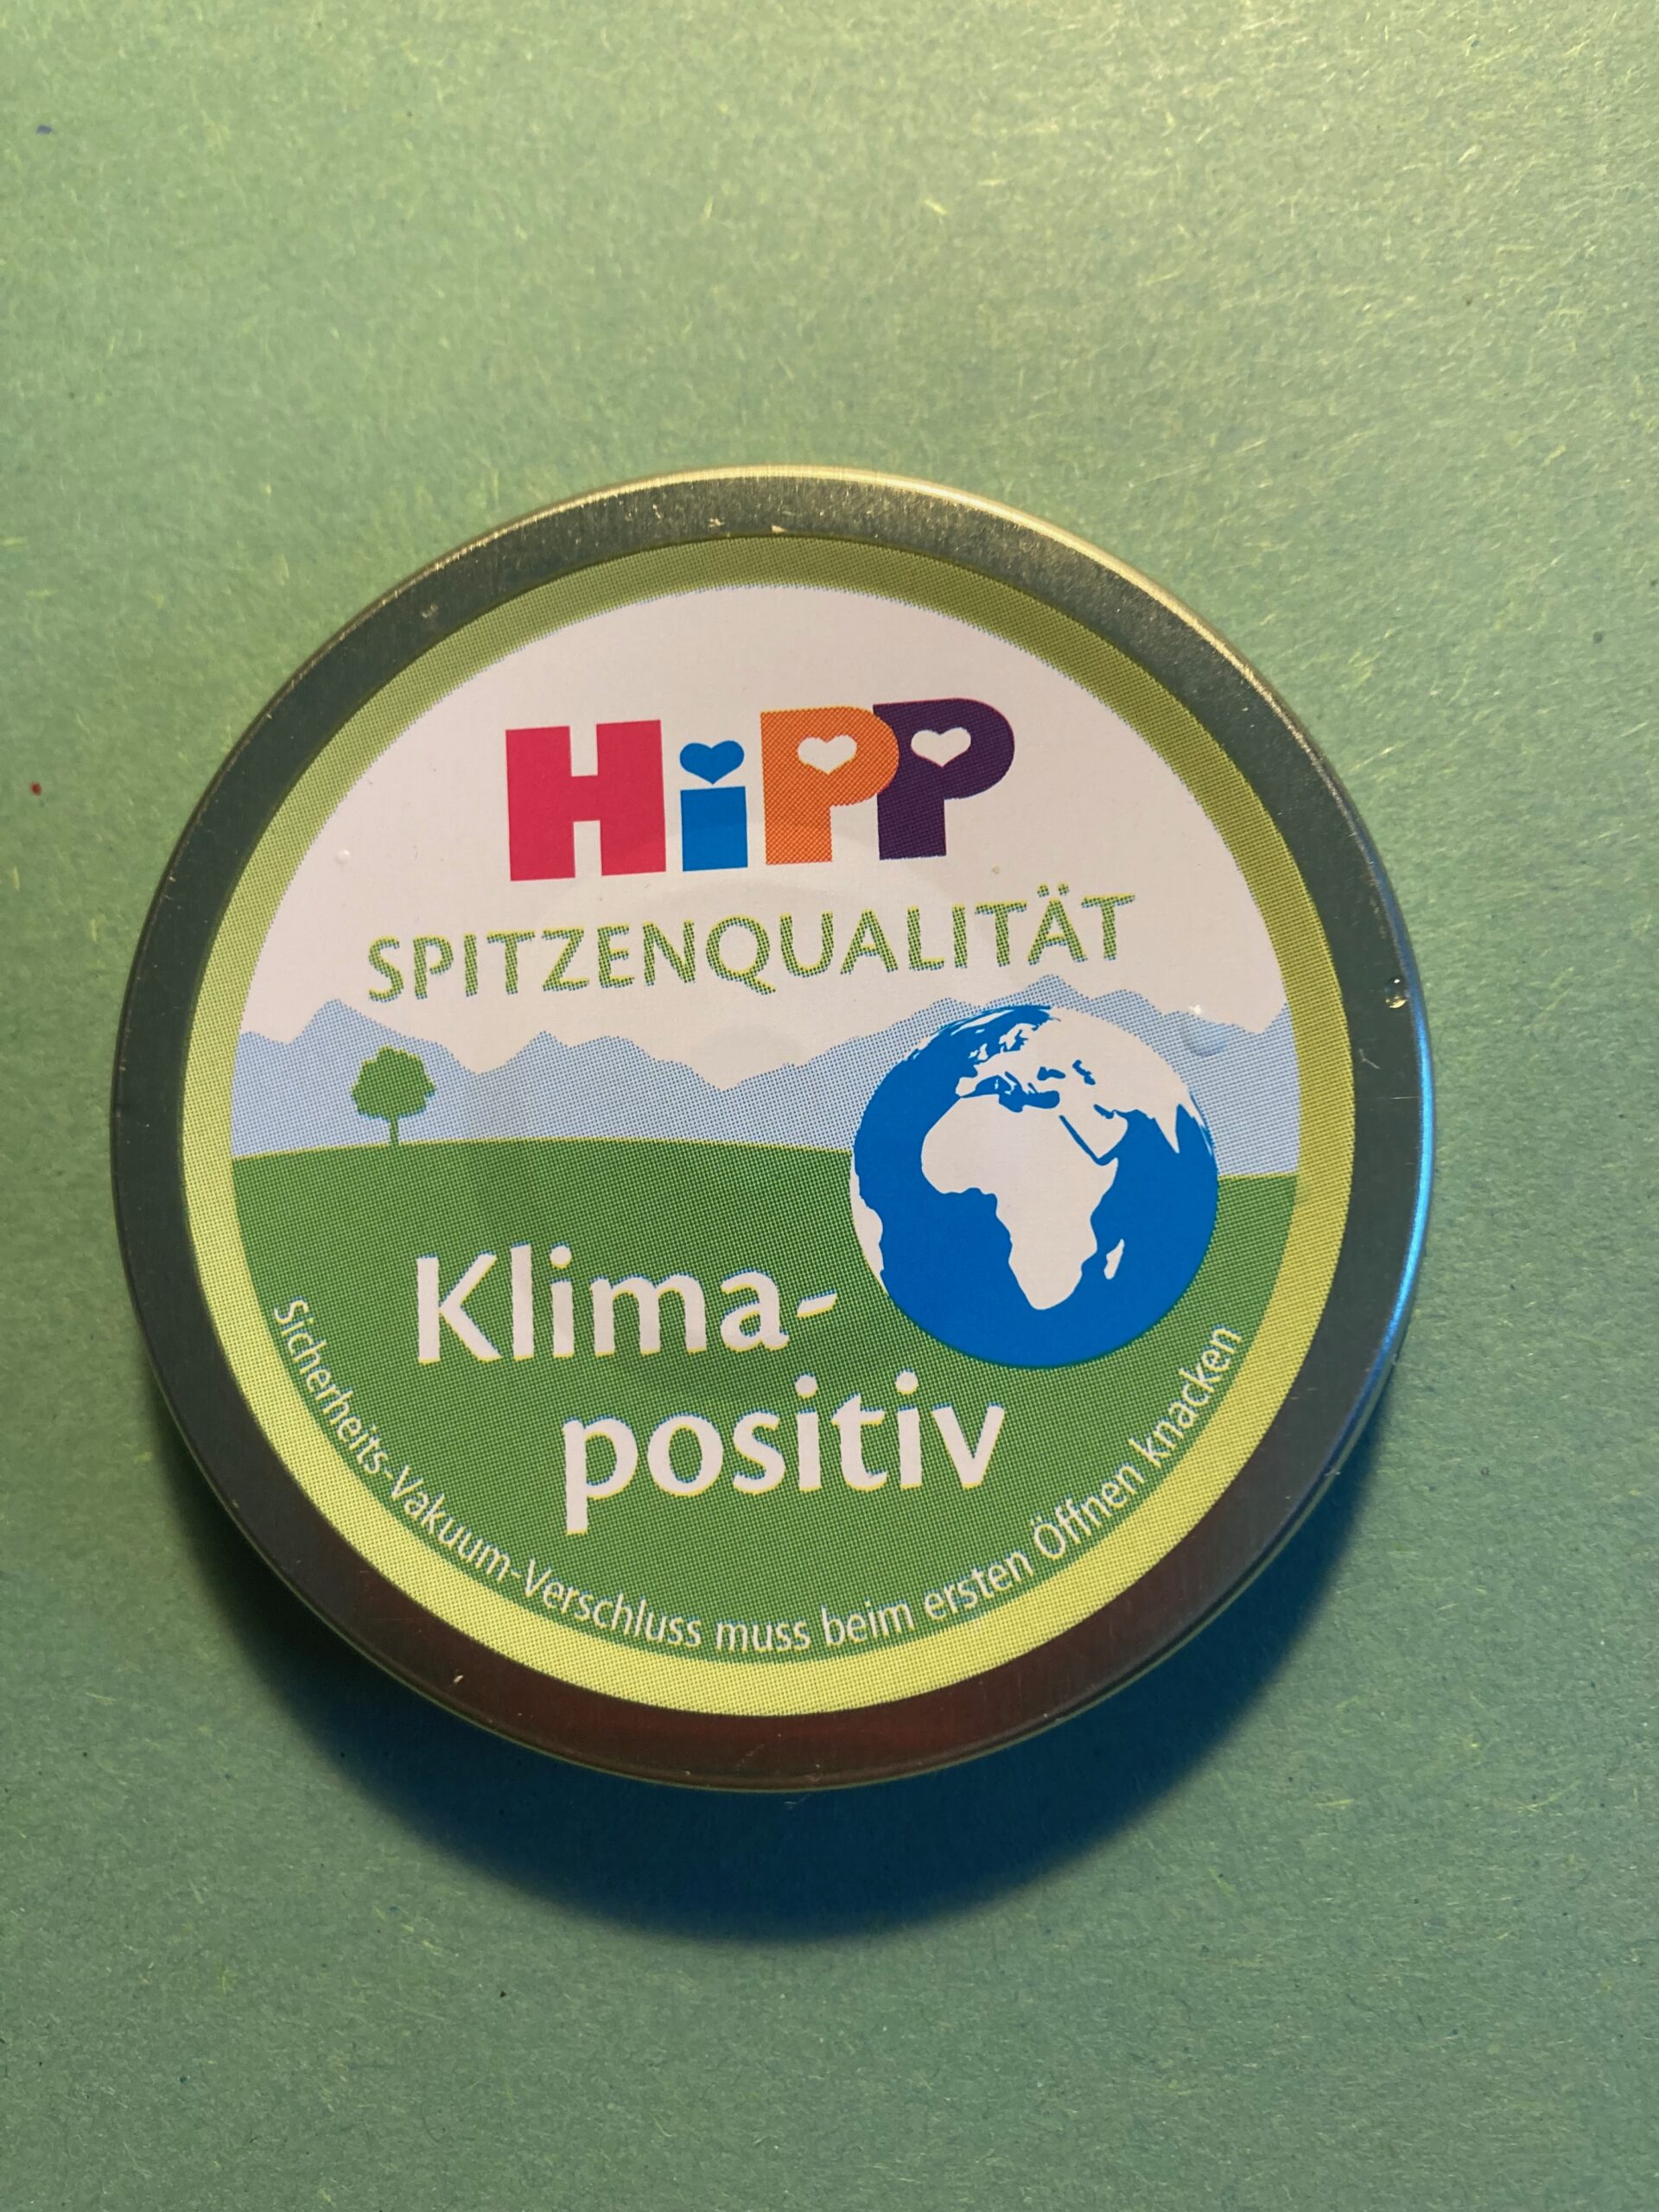 HiPP
SPITZENQUALITÄT
Klima-
positiv
Sicherheits-Vakuum-Verschluss muss beim ersten Öffnen knacken